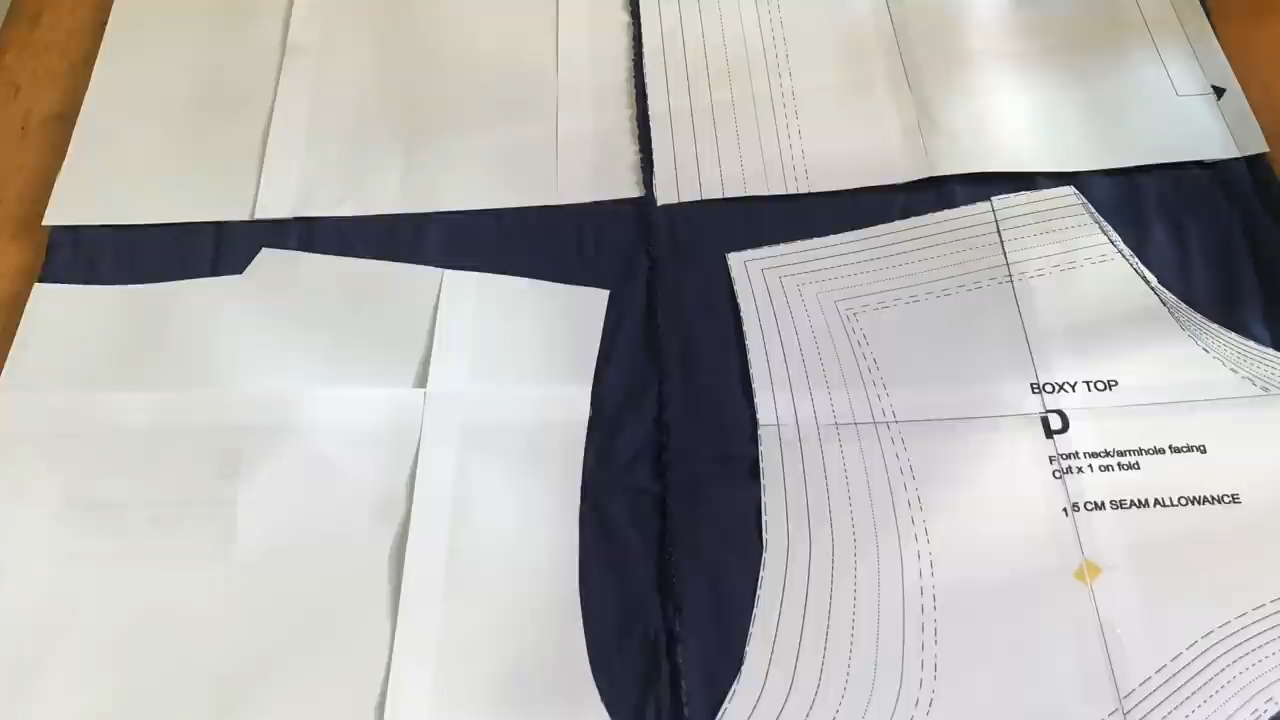 BOXY TOP
D
Front neck/armhole facing
Cut x 1 on fold
1.5 CM SEAM ALLOWANCE